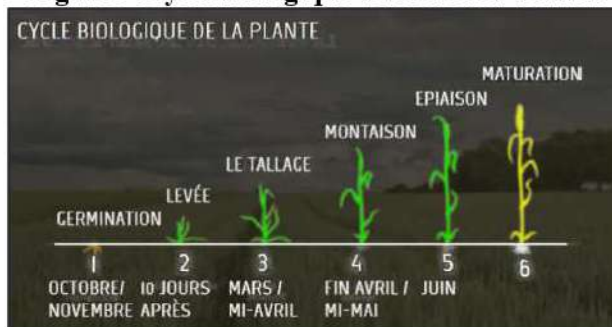 CYCLE BIOLOGIQUE DE LA PLANTE
MATURATION
EPIAISON
MONTAISON
LE TALLAGE
LEVÉE
GERMINATION
1 2 3 4 5 6
OCTOBRE/ 10 JOURS MARS / FIN AVRIL / JUIN
NOVEMBRE APRÈS MI-AVRIL MI-MAI